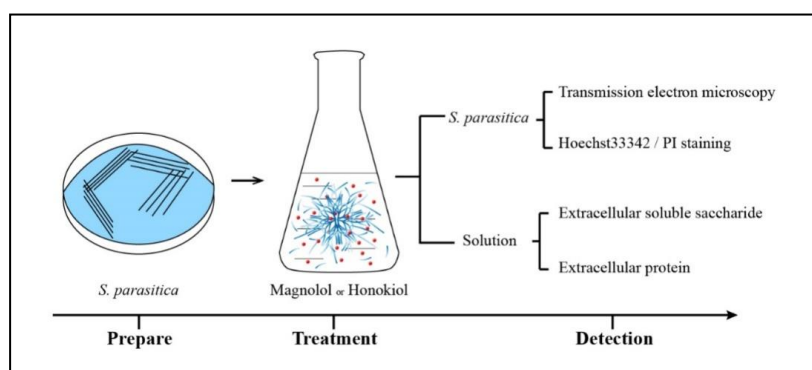 Transmission electron microscopy
S. parasitica
Hoechst33342 / PI staining
Extracellular soluble saccharide
Solution
Extracellular protein
S. parasitica
Magnolol or Honokiol
Prepare
Treatment
Detection